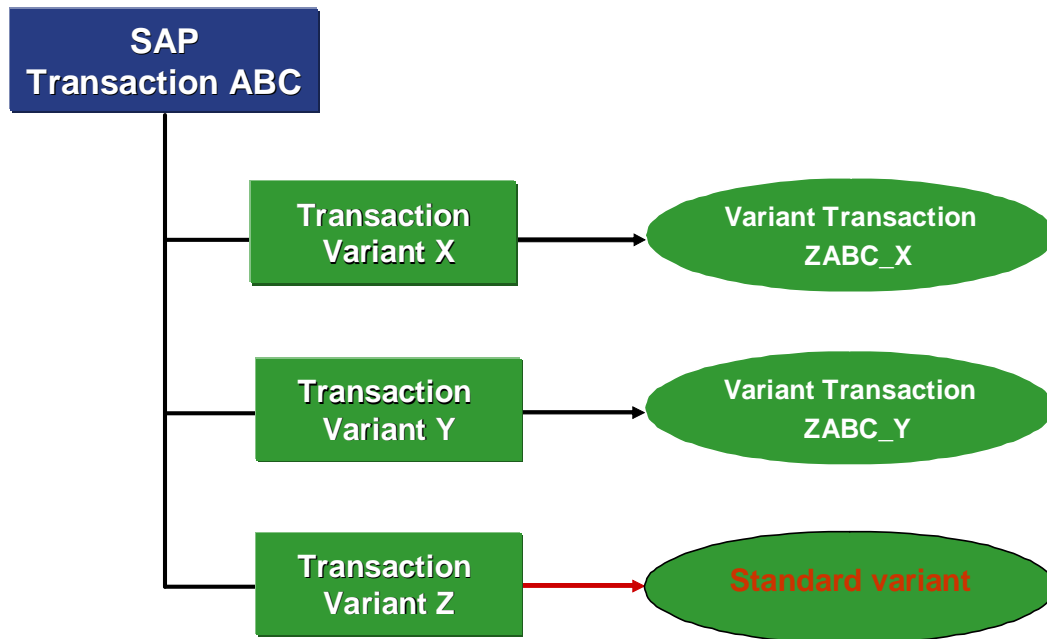 SAP
Transaction ABC
Transaction
Variant X
Variant Transaction
ZABC_X
Transaction
Variant Y
Variant Transaction
ZABC_Y
Transaction
Variant Z
Standard variant